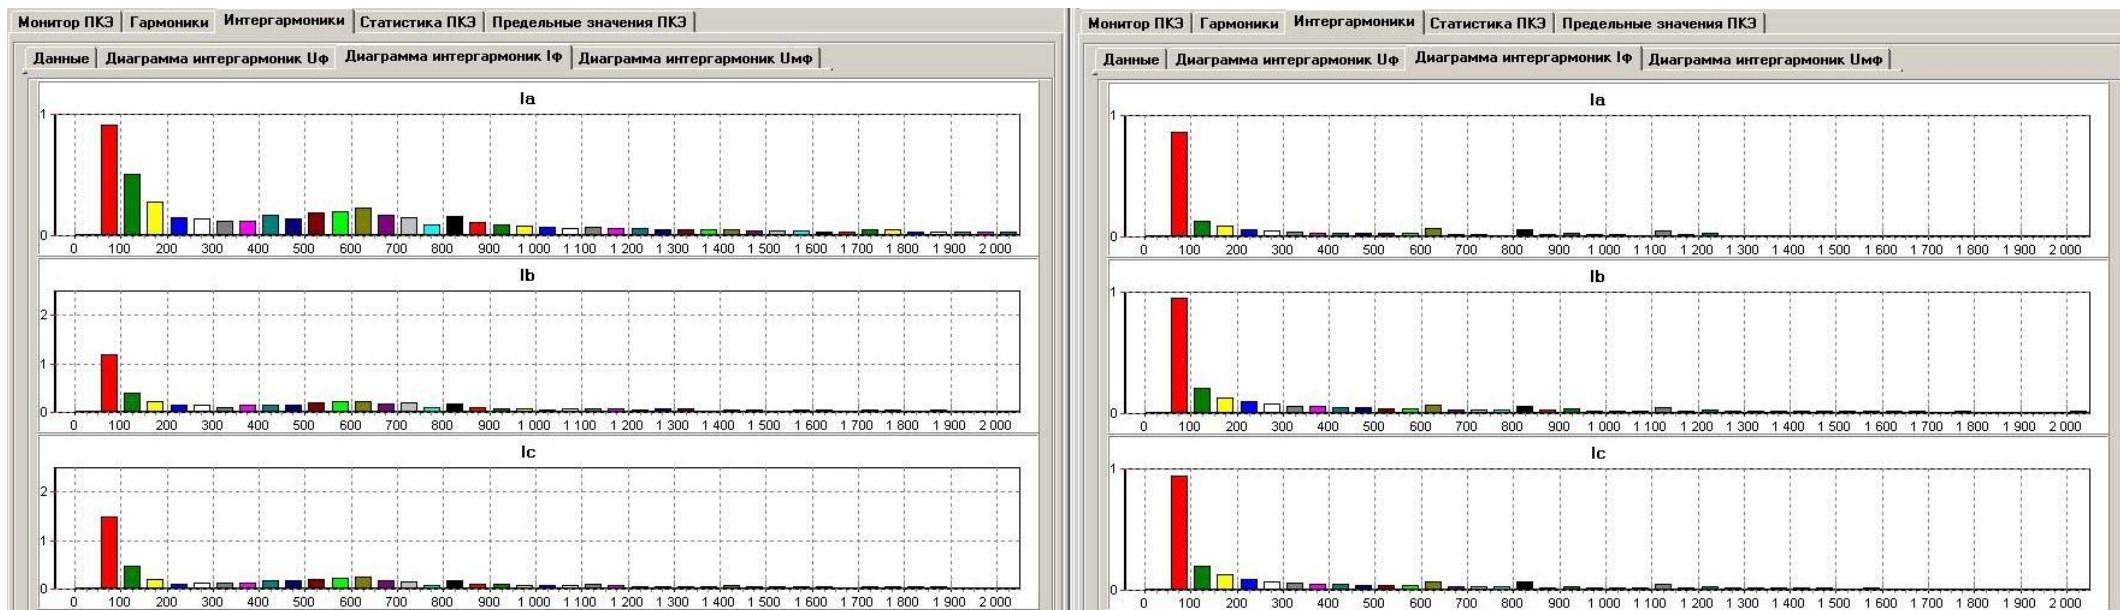 Монитор ПКЭ Гармоники Интергармоники Статистика ПКЭ Предельные значения ПКЭ
Данные Диаграмма интергармоник Uф Диаграмма интергармоник Iф Диаграмма интергармоник Uмф
Ia
1
0
0 100 200 300 400 500 600 700 800 900 1 000 1 100 1 200 1 300 1 400 1 500 1 600 1 700 1 800 1 900 2 000
Ib
2
1
0
0 100 200 300 400 500 600 700 800 900 1 000 1 100 1 200 1 300 1 400 1 500 1 600 1 700 1 800 1 900 2 000
Ic
2
1
0
0 100 200 300 400 500 600 700 800 900 1 000 1 100 1 200 1 300 1 400 1 500 1 600 1 700 1 800 1 900 2 000
Монитор ПКЭ Гармоники Интергармоники Статистика ПКЭ Предельные значения ПКЭ
Данные Диаграмма интергармоник Uф Диаграмма интергармоник Iф Диаграмма интергармоник Uмф
Ia
1
0
0 100 200 300 400 500 600 700 800 900 1 000 1 100 1 200 1 300 1 400 1 500 1 600 1 700 1 800 1 900 2 000
Ib
1
0
0 100 200 300 400 500 600 700 800 900 1 000 1 100 1 200 1 300 1 400 1 500 1 600 1 700 1 800 1 900 2 000
Ic
1
0
0 100 200 300 400 500 600 700 800 900 1 000 1 100 1 200 1 300 1 400 1 500 1 600 1 700 1 800 1 900 2 000